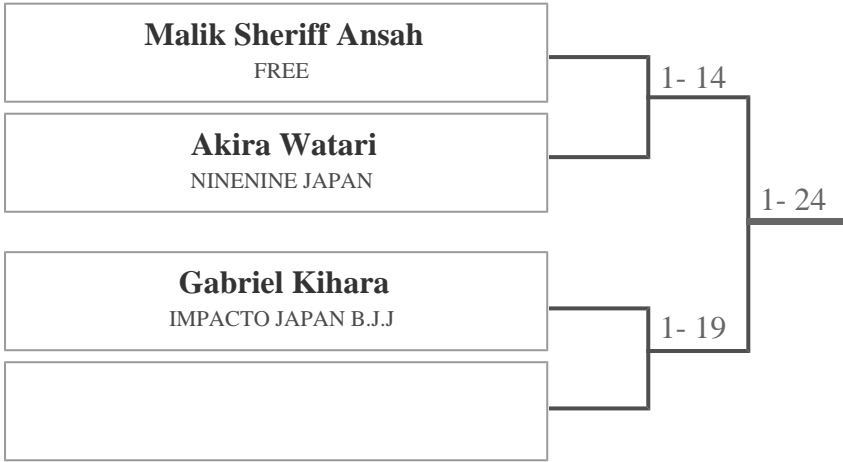 Malik Sheriff Ansah
FREE
1- 14
Akira Watari
NINENINE JAPAN
1- 24
Gabriel Kihara
IMPACTO JAPAN B.J.J
1- 19